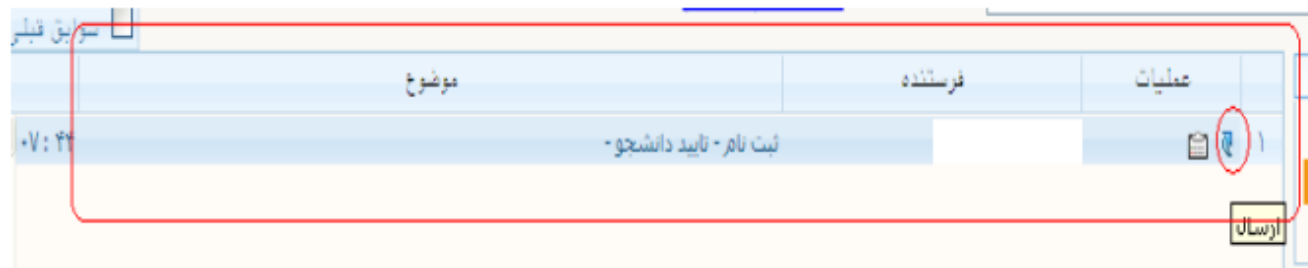 سوابق قبلی
عملیات فرستنده موضوع
۱ ثبت نام - تایید دانشجو - ۰۷:۴۴
ارسال